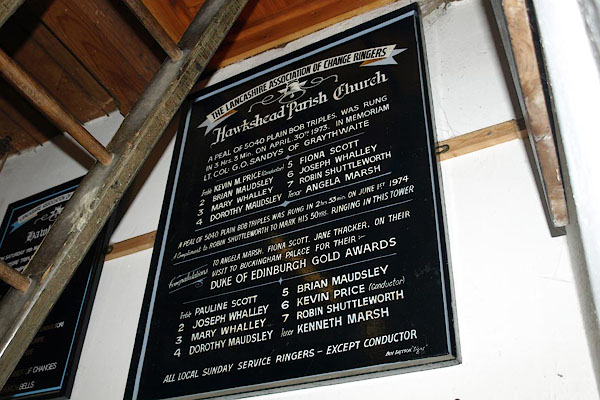 THE LANCASHIRE ASSOCIATION OF CHANGE RINGERS
Hawkshead Parish Church
A PEAL OF 5040 PLAIN BOB TRIPLES, WAS RUNG
IN 3 Hrs. 3 Min. ON APRIL 30TH 1973. IN MEMORIAM
LT. COL: G.O. SANDYS OF GRAYTHWAITE
Treble KEVIN M. PRICE (Conductor) 5 FIONA SCOTT
2 BRIAN MAUDSLEY 6 JOSEPH WHALLEY
3 MARY WHALLEY 7 ROBIN SHUTTLEWORTH
4 DOROTHY MAUDSLEY Tenor ANGELA MARSH
A PEAL OF 5040 PLAIN BOB TRIPLES WAS RUNG IN 2 Hrs 53 min. ON JUNE 1ST 1974
A Compliment to ROBIN SHUTTLEWORTH TO MARK HIS 50TH. RINGING IN THIS TOWER
Congratulations TO ANGELA MARSH, FIONA SCOTT, JANE THACKER, ON THEIR
VISIT TO BUCKINGHAM PALACE FOR THEIR:-
DUKE OF EDINBURGH GOLD AWARDS
Treble PAULINE SCOTT 5 BRIAN MAUDSLEY
2 JOSEPH WHALLEY 6 KEVIN PRICE (Conductor)
3 MARY WHALLEY 7 ROBIN SHUTTLEWORTH
4 DOROTHY MAUDSLEY Tenor KENNETH MARSH
ALL LOCAL SUNDAY SERVICE RINGERS – EXCEPT CONDUCTOR
THE LANCASHIRE
OF CHANGES
BELLS